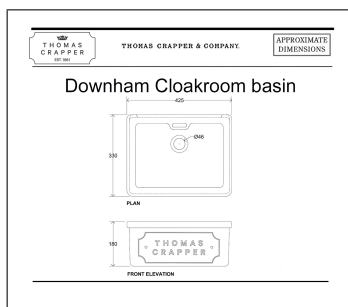 THOMAS
CRAPPER
EST 1861
THOMAS CRAPPER & COMPANY.
APPROXIMATE
DIMENSIONS
Downham Cloakroom basin
425
Ø46
330
PLAN
160
THOMAS
CRAPPER
FRONT ELEVATION